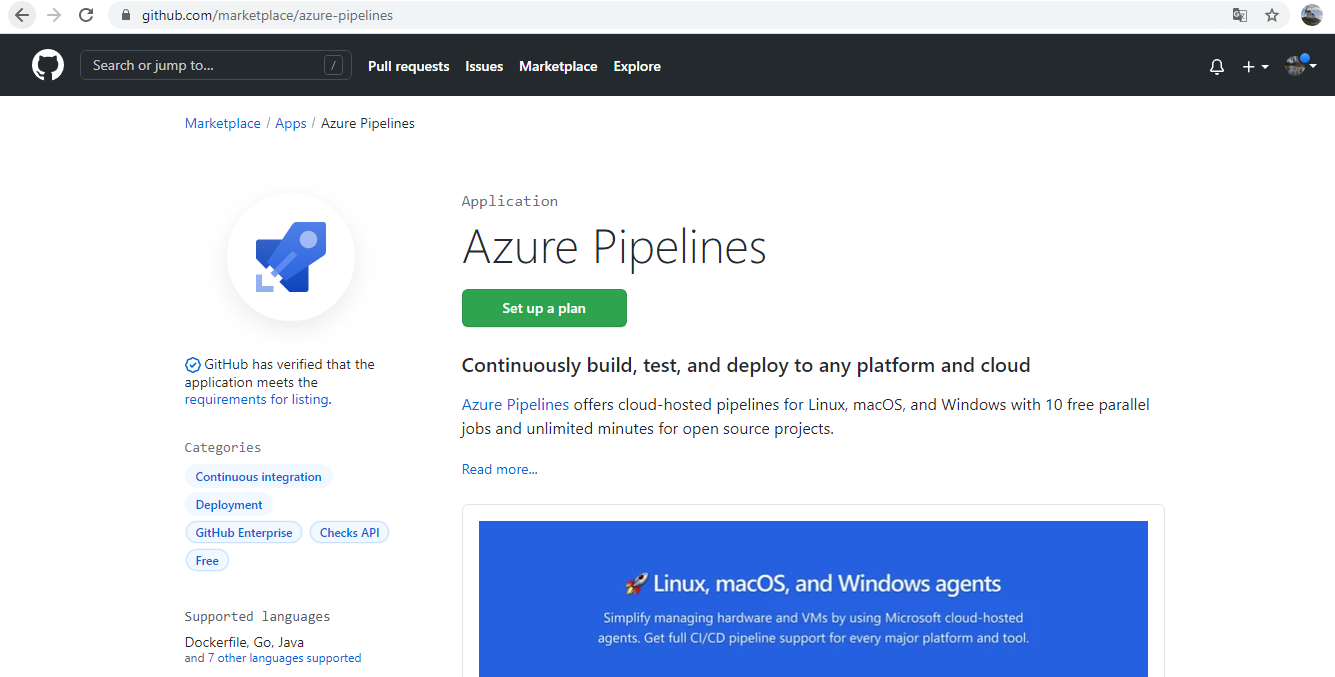 github.com/marketplace/azure-pipelines
Search or jump to...
/
Pull requests
Issues
Marketplace
Explore
Marketplace / Apps / Azure Pipelines
Application
Azure Pipelines
Set up a plan
GitHub has verified that the
application meets the
requirements for listing.
Categories
Continuous integration
Deployment
GitHub Enterprise
Checks API
Free
Supported languages
Dockerfile, Go, Java
and 7 other languages supported
Continuously build, test, and deploy to any platform and cloud
Azure Pipelines offers cloud-hosted pipelines for Linux, macOS, and Windows with 10 free parallel
jobs and unlimited minutes for open source projects.
Read more...
🚀 Linux, macOS, and Windows agents
Simplify managing hardware and VMs by using Microsoft cloud-hosted
agents. Get full CI/CD pipeline support for every major platform and tool.